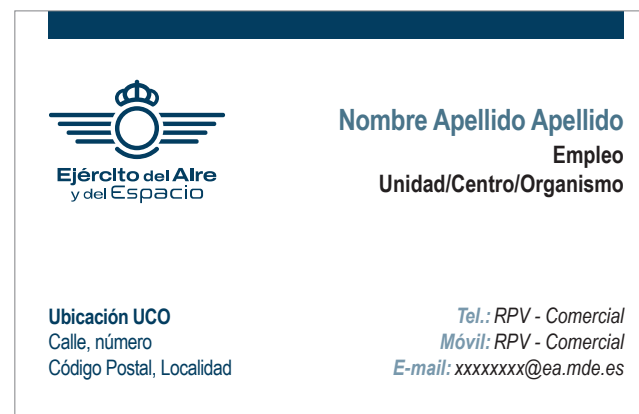 Ejército del Aire
y del Espacio
Nombre Apellido Apellido
Empleo
Unidad/Centro/Organismo
Ubicación UCO
Calle, número
Código Postal, Localidad
Tel.: RPV - Comercial
Móvil: RPV - Comercial
E-mail: xxxxxxxx@ea.mde.es